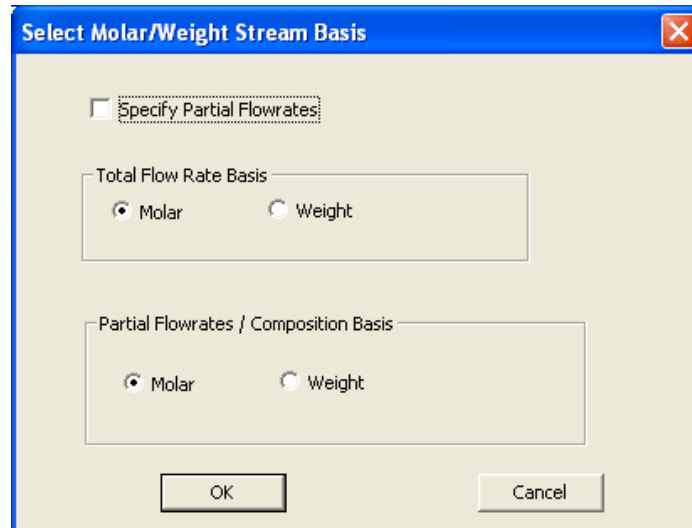 Select Molar/Weight Stream Basis
Specify Partial Flowrates
Total Flow Rate Basis
Molar Weight
Partial Flowrates / Composition Basis
Molar Weight
OK Cancel